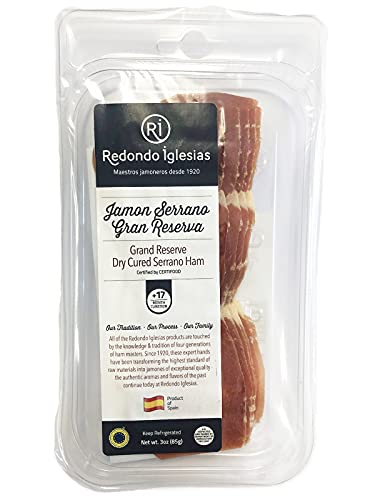 Ri
Redondo Iglesias
Maestros jamoneros desde 1920
Jamon Serrano
Gran Reserva
Grand Reserve
Dry Cured Serrano Ham
Certified by CERTIFOOD
+17
MONTH
CURATION
Our Tradition · Our Process · Our Family
All of the Redondo Iglesias products are touched
by the knowledge & tradition of four generations
of ham masters. Since 1920, these expert hands
have been transforming the highest standard of
raw materials into jamones of exceptional quality
the authentic aromas and flavors of the past
continue today at Redondo Iglesias.
Product of
Spain
Keep Refrigerated
Net wt. 3oz (85g)